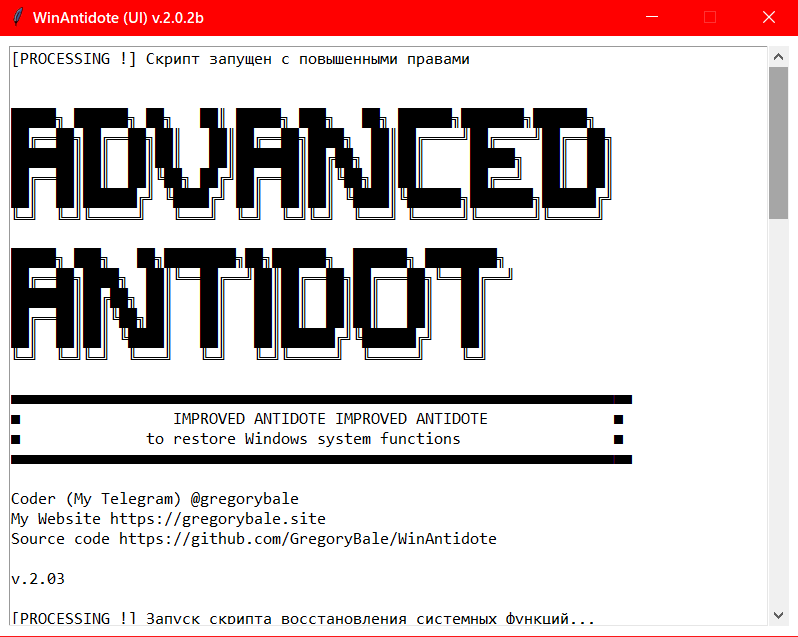 WinAntidote (UI) v.2.0.2b
[PROCESSING !] Скрипт запущен с повышенными правами
ADVANCED
ANTIDOT
IMPROVED ANTIDOTE IMPROVED ANTIDOTE
to restore Windows system functions
Coder (My Telegram) @gregorybale
My Website https://gregorybale.site
Source code https://github.com/GregoryBale/WinAntidote
v.2.03
[PROCESSING !] Запуск скрипта восстановления системных функций...